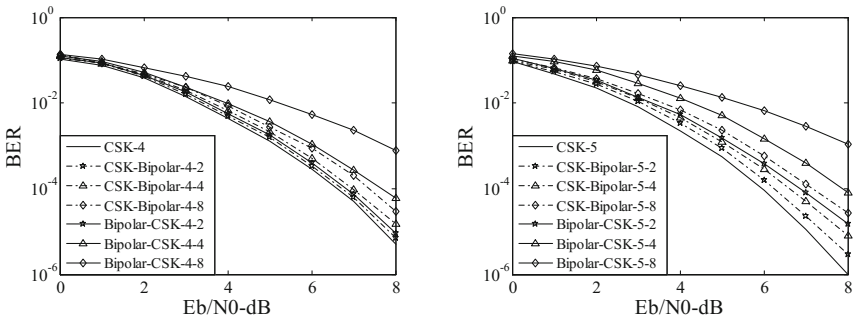 10^0
10^-2
10^-4
10^-6
BER
CSK-4
CSK-Bipolar-4-2
CSK-Bipolar-4-4
CSK-Bipolar-4-8
Bipolar-CSK-4-2
Bipolar-CSK-4-4
Bipolar-CSK-4-8
0 2 4 6 8
Eb/N0-dB
10^0
10^-2
10^-4
10^-6
BER
CSK-5
CSK-Bipolar-5-2
CSK-Bipolar-5-4
CSK-Bipolar-5-8
Bipolar-CSK-5-2
Bipolar-CSK-5-4
Bipolar-CSK-5-8
0 2 4 6 8
Eb/N0-dB